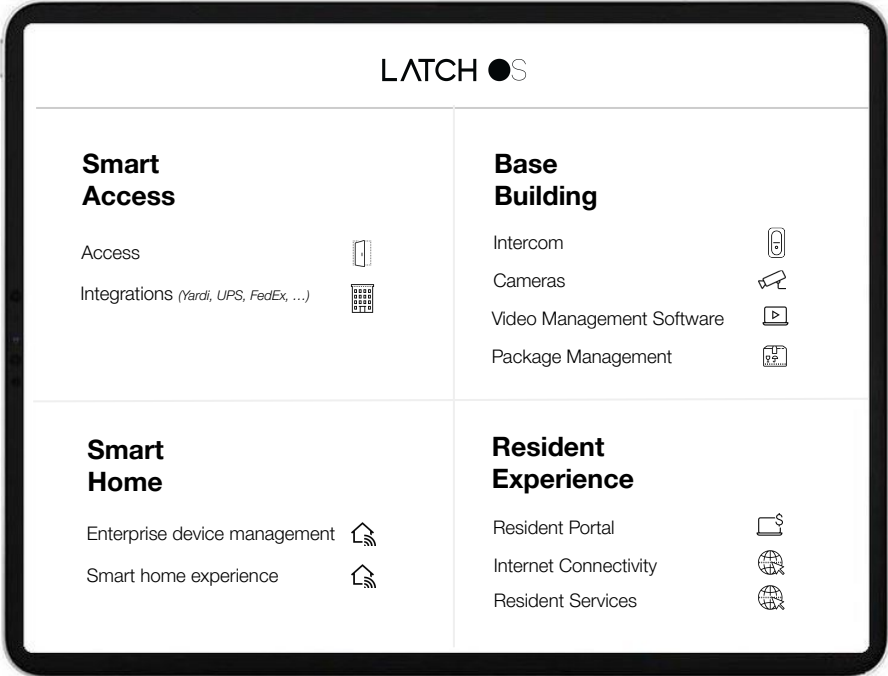 LATCH OS
Smart
Access
Access
Integrations (Yardi, UPS, FedEx, ...)
Base
Building
Intercom
Cameras
Video Management Software
Package Management
Smart
Home
Enterprise device management
Smart home experience
Resident
Experience
Resident Portal
$
Internet Connectivity
Resident Services